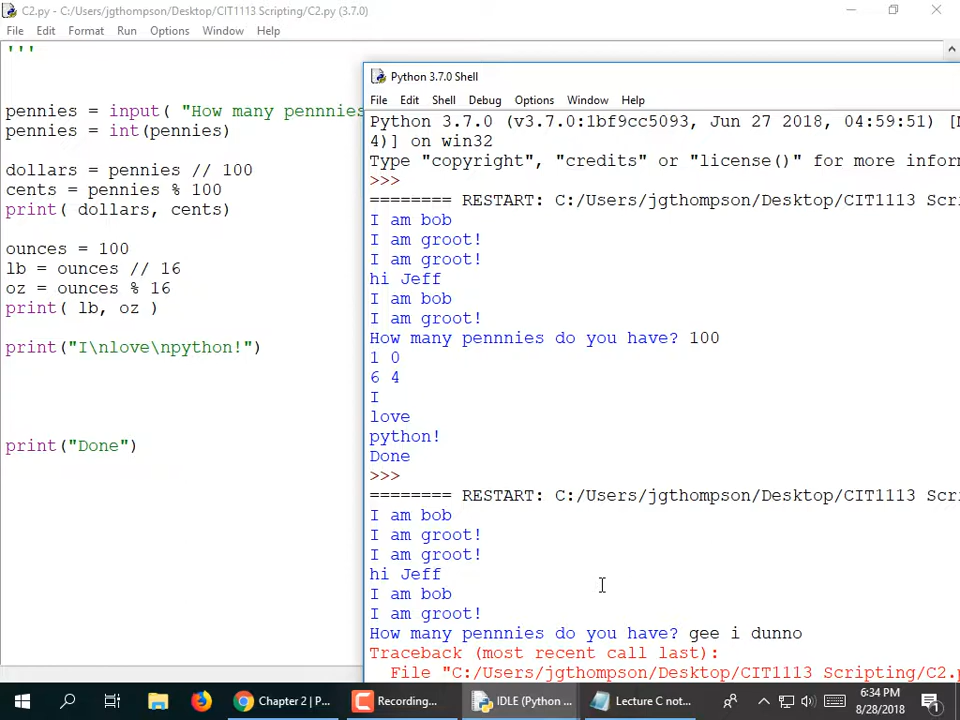 C2.py - C:/Users/jgthompson/Desktop/CIT1113 Scripting/C2.py (3.7.0)
File Edit Format Run Options Window Help
'''
pennies = input( "How many pennnies
pennies = int(pennies)
dollars = pennies // 100
cents = pennies % 100
print( dollars, cents)
ounces = 100
lb = ounces // 16
oz = ounces % 16
print( lb, oz )
print("I\nlove\npython!")
print("Done")
Python 3.7.0 Shell
File Edit Shell Debug Options Window Help
Python 3.7.0 (v3.7.0:1bf9cc5093, Jun 27 2018, 04:59:51) [M
4)] on win32
Type "copyright", "credits" or "license()" for more infor
>>>
======== RESTART: C:/Users/jgthompson/Desktop/CIT1113 Scri
I am bob
I am groot!
I am groot!
hi Jeff
I am bob
I am groot!
How many pennnies do you have? 100
1 0
6 4
I
love
python!
Done
>>>
======== RESTART: C:/Users/jgthompson/Desktop/CIT1113 Scri
I am bob
I am groot!
I am groot!
hi Jeff
I am bob
I am groot!
How many pennnies do you have? gee i dunno
Traceback (most recent call last):
File "C:/Users/jgthompson/Desktop/CIT1113 Scripting/C2.p
Chapter 2 | P... Recording... IDLE (Python ... Lecture C not...
6:34 PM
8/28/2018
1